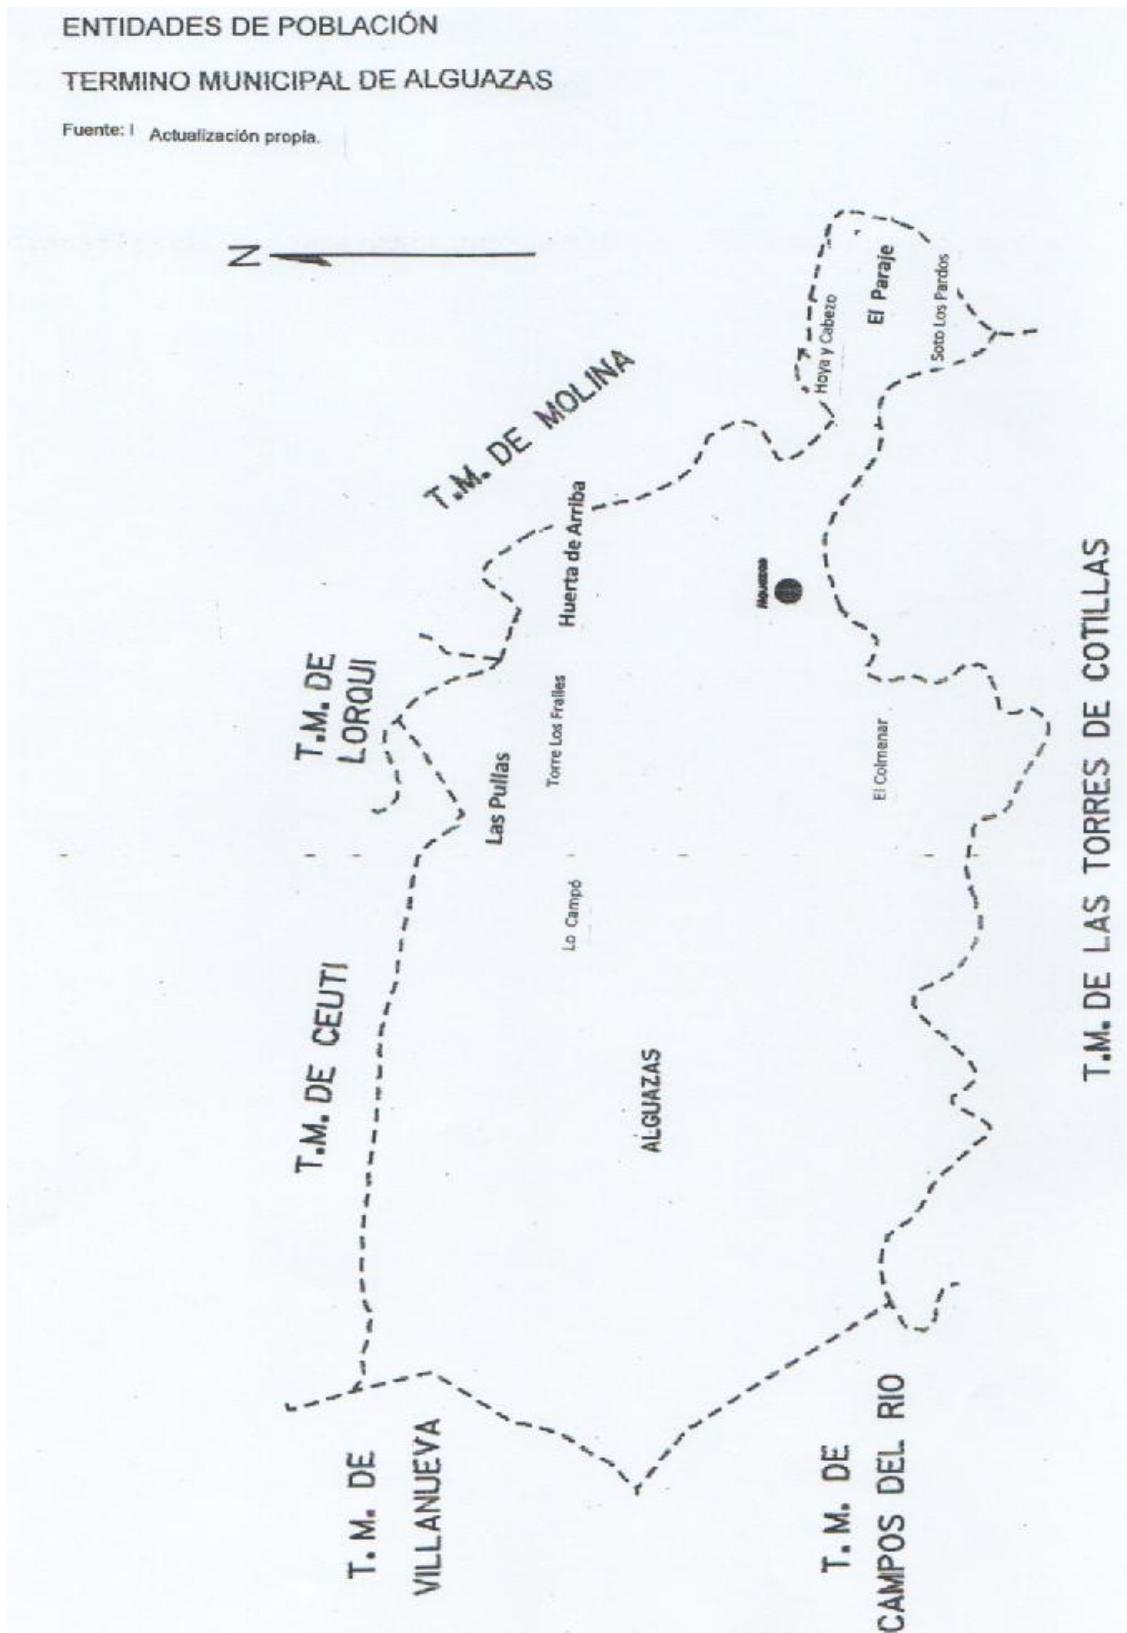 ENTIDADES DE POBLACIÓN
TERMINO MUNICIPAL DE ALGUAZAS
Fuente: I Actualización propia.
N
T.M. DE MOLINA
Hoya y Cabezo
El Paraje
Soto Los Pardos
Huerta de Arriba
Alguazas
T.M. DE
LORQUI
Las Pullas
Torre Los Frailes
El Colmenar
T.M. DE LAS TORRES DE COTILLAS
Lo Campó
T.M. DE CEUTI
ALGUAZAS
T. M. DE
VILLANUEVA
T. M. DE
CAMPOS DEL RIO